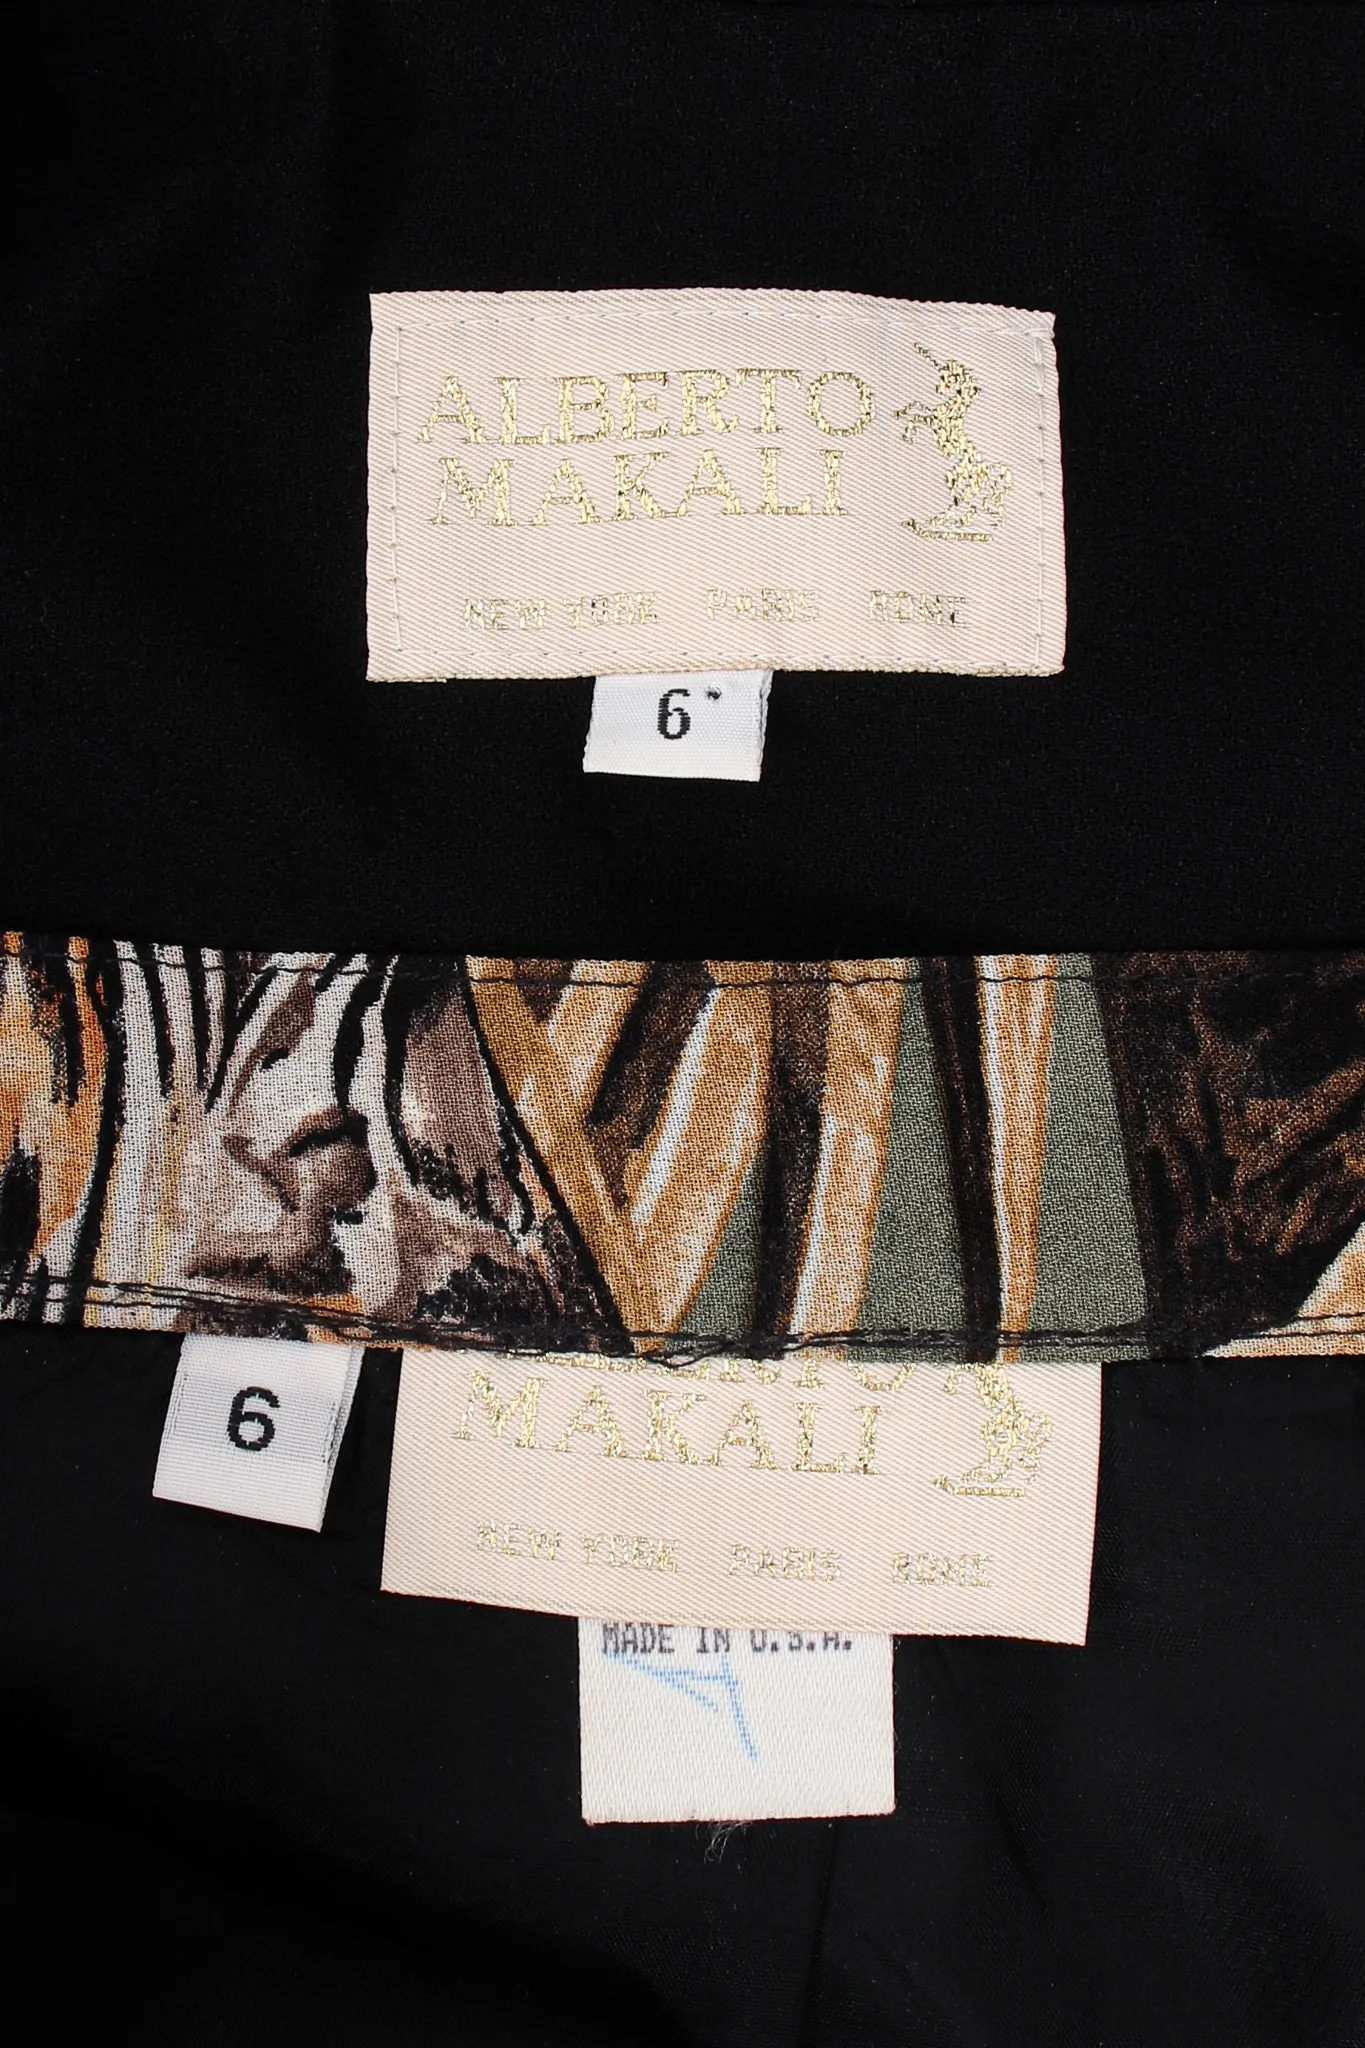 ALBERTO
MAKALI
NEW YORK PARIS ROME
6
6
MAKALI
NEW YORK PARIS ROME
MADE IN U.S.A.